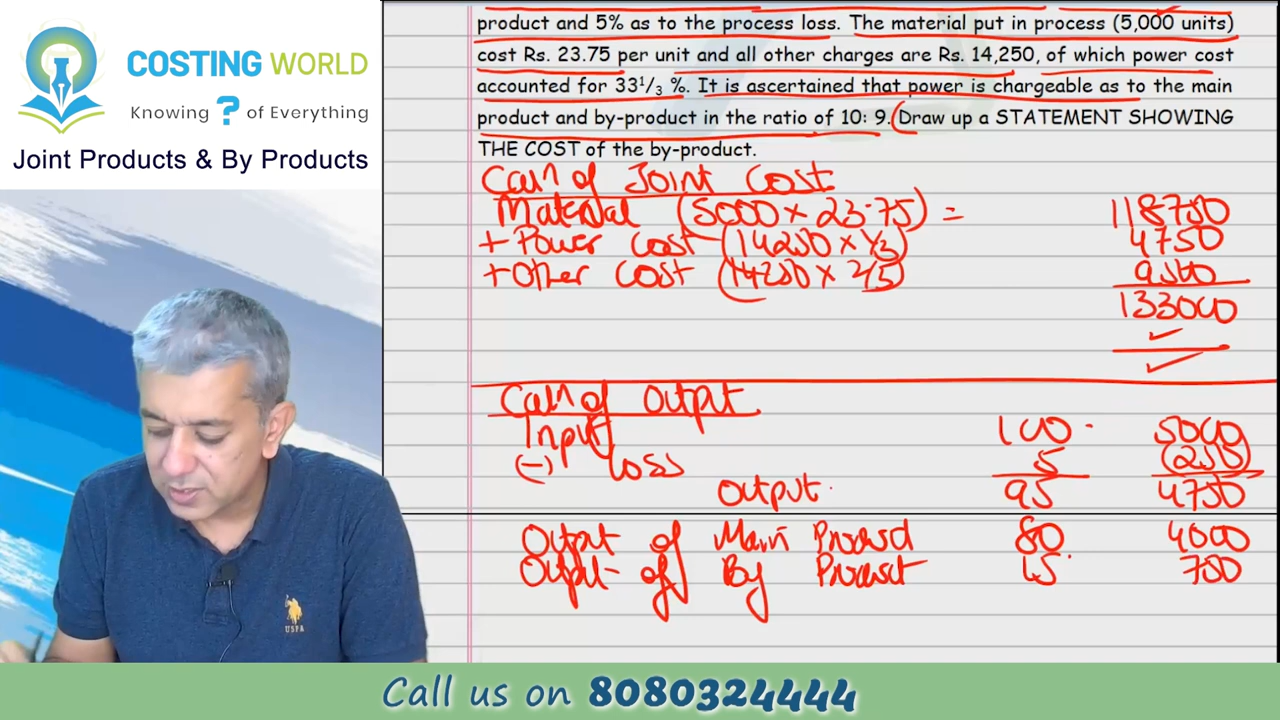 COSTING WORLD
Knowing ? of Everything
Joint Products & By Products
product and 5% as to the process loss. The material put in process (5,000 units)
cost Rs. 23.75 per unit and all other charges are Rs. 14,250, of which power cost
accounted for 33¹/₃ %. It is ascertained that power is chargeable as to the main
product and by-product in the ratio of 10: 9. Draw up a STATEMENT SHOWING
THE COST of the by-product.
Caln of Joint Cost
Material (5000 x 23.75) = 118750
+ Power Cost (14250 x 1/3) 4750
+ Other Cost (14250 x 2/3) 9500
133000
Caln of Output
Input 100 5000
(-) Loss 5 (250)
Output 95 4750
Output of Main Product 80 4000
Output of By Product 15 750
USPA
Call us on 8080324444